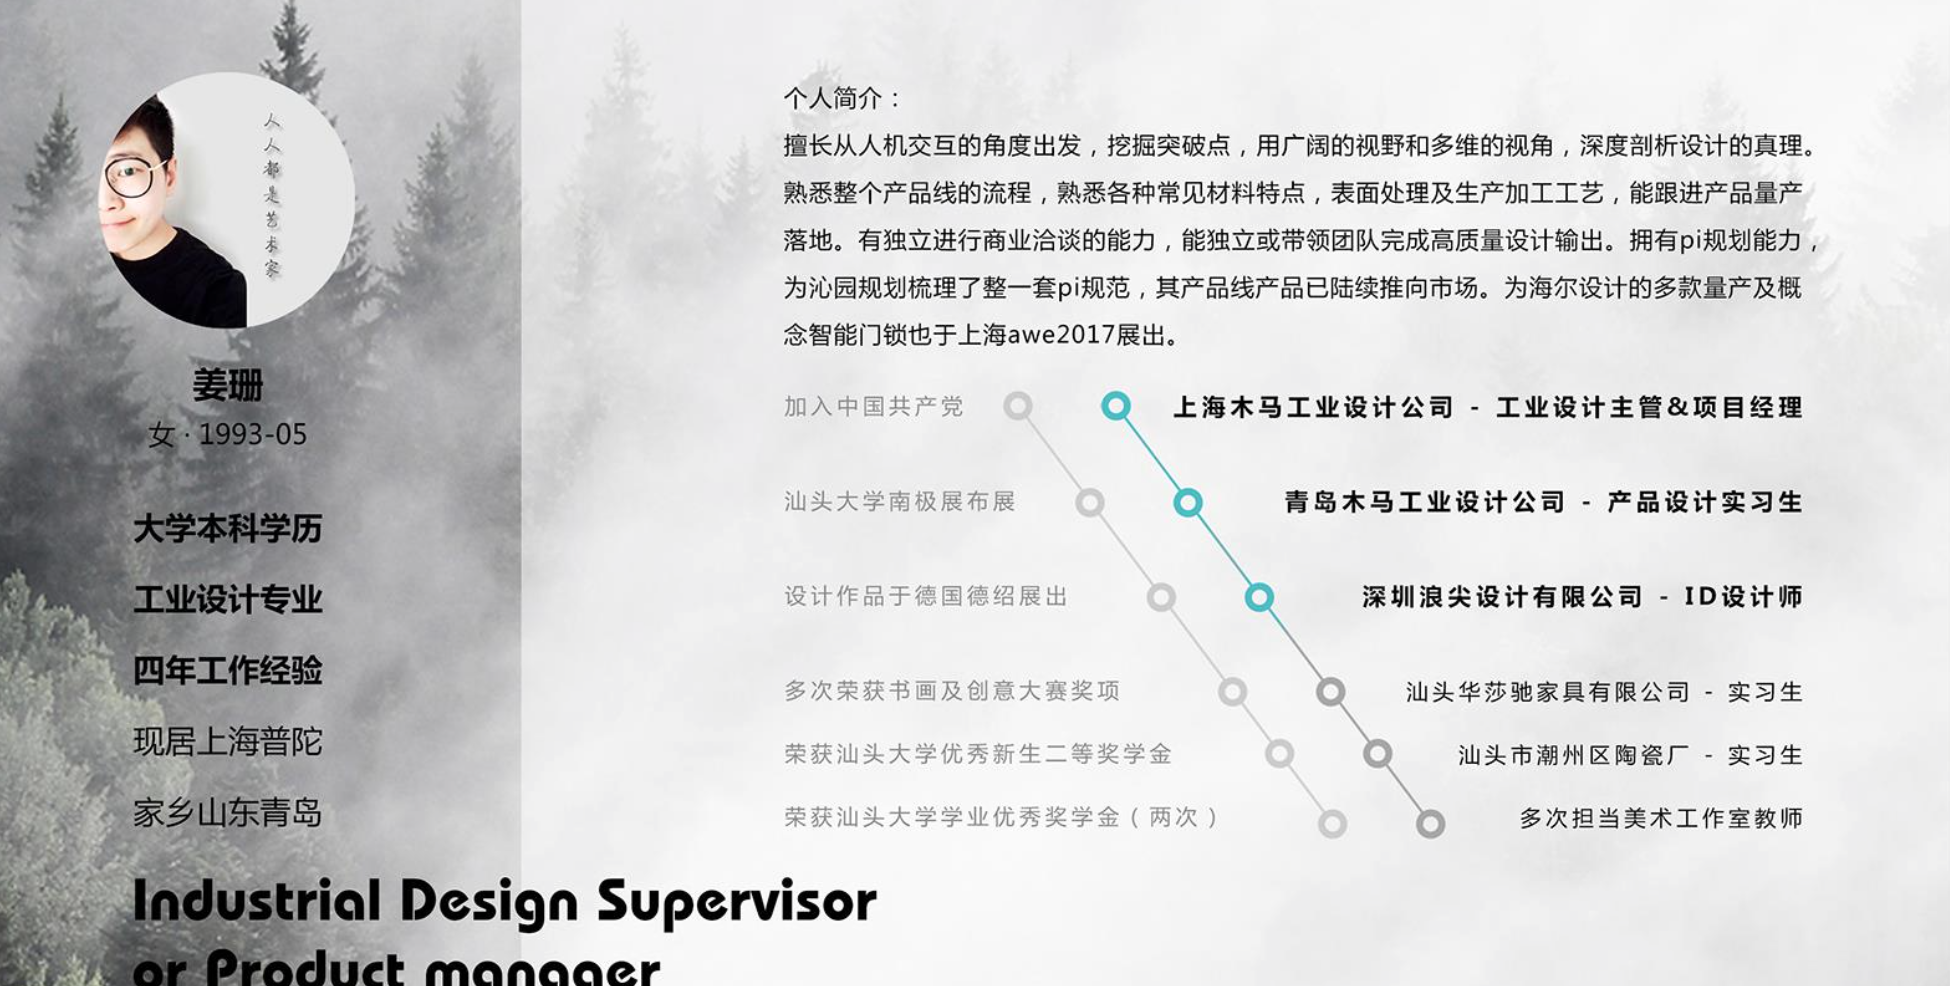 人人都是艺术家
姜珊
女 · 1993-05
大学本科学历
工业设计专业
四年工作经验
现居上海普陀
家乡山东青岛
个人简介：
擅长从人机交互的角度出发，挖掘突破点，用广阔的视野和多维的视角，深度剖析设计的真理。
熟悉整个产品线的流程，熟悉各种常见材料特点，表面处理及生产加工工艺，能跟进产品量产
落地。有独立进行商业洽谈的能力，能独立或带领团队完成高质量设计输出。拥有pi规划能力，
为沁园规划梳理了整一套pi规范，其产品线产品已陆续推向市场。为海尔设计的多款量产及概
念智能门锁也于上海awe2017展出。
加入中国共产党
上海木马工业设计公司 - 工业设计主管&项目经理
汕头大学南极展布展
青岛木马工业设计公司 - 产品设计实习生
设计作品于德国德绍展出
深圳浪尖设计有限公司 - ID设计师
多次荣获书画及创意大赛奖项
汕头华莎驰家具有限公司 - 实习生
荣获汕头大学优秀新生二等奖学金
汕头市潮州区陶瓷厂 - 实习生
荣获汕头大学学业优秀奖学金（两次）
多次担当美术工作室教师
Industrial Design Supervisor
or Product manager